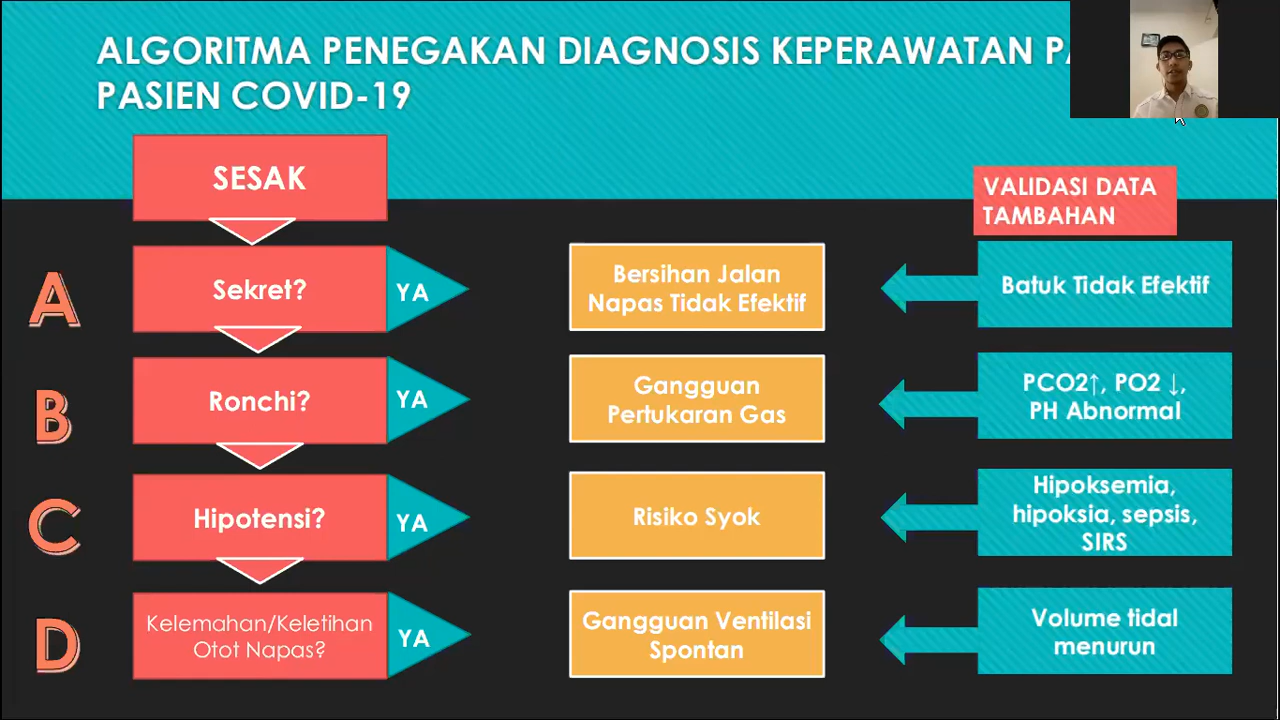 ALGORITMA PENEGAKAN DIAGNOSIS KEPERAWATAN
PASIEN COVID-19
SESAK
VALIDASI DATA
TAMBAHAN
A
Sekret?
YA
Bersihan Jalan
Napas Tidak Efektif
Batuk Tidak Efektif
B
Ronchi?
YA
Gangguan
Pertukaran Gas
PCO2↑, PO2 ↓,
PH Abnormal
C
Hipotensi?
YA
Risiko Syok
Hipoksemia,
hipoksia, sepsis,
SIRS
D
Kelemahan/Keletihan
Otot Napas?
YA
Gangguan Ventilasi
Spontan
Volume tidal
menurun